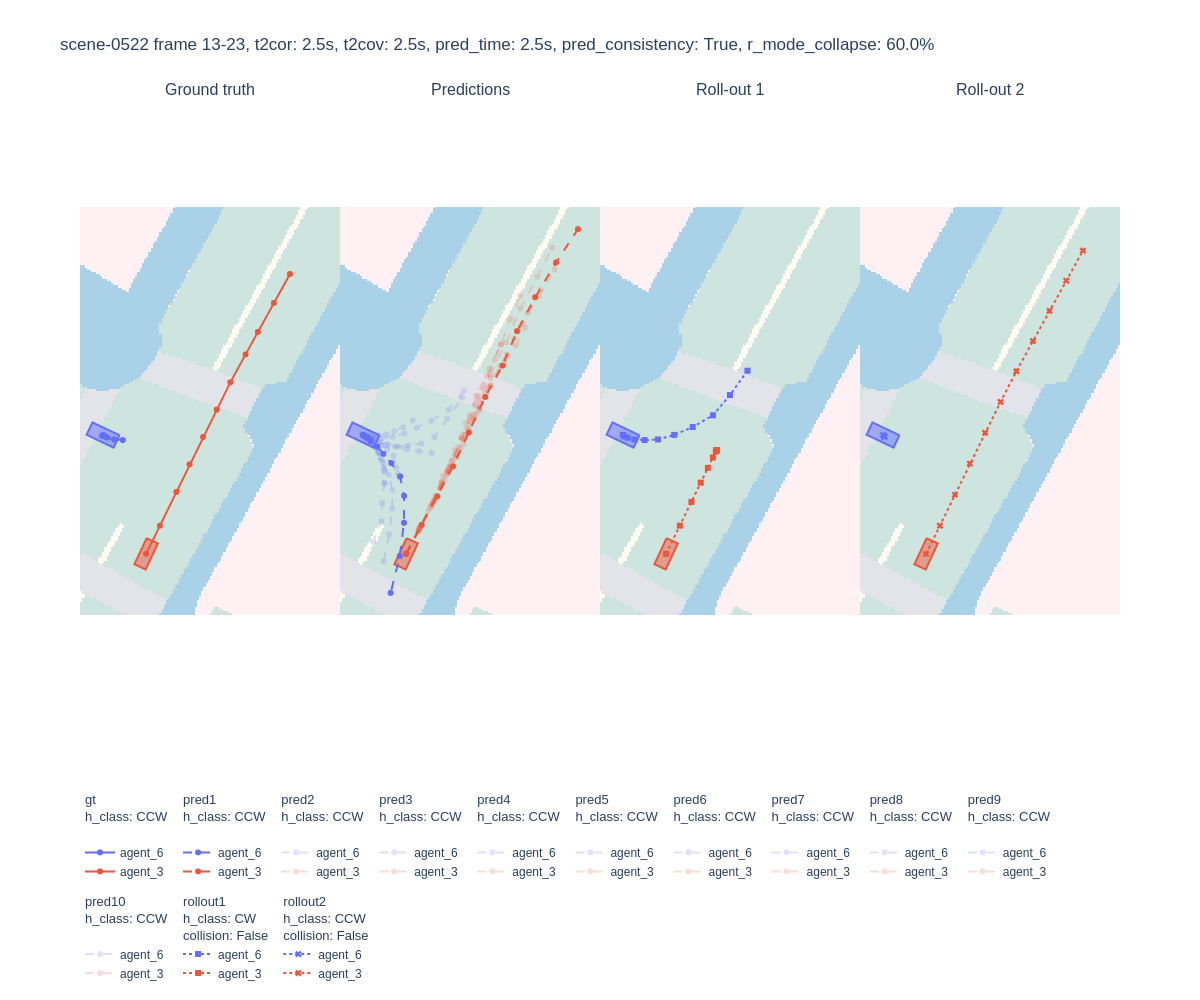 scene-0522 frame 13-23, t2cor: 2.5s, t2cov: 2.5s, pred_time: 2.5s, pred_consistency: True, r_mode_collapse: 60.0%
Ground truth Predictions Roll-out 1 Roll-out 2
gt pred1 pred2 pred3 pred4 pred5 pred6 pred7 pred8 pred9
h_class: CCW h_class: CCW h_class: CCW h_class: CCW h_class: CCW h_class: CCW h_class: CCW h_class: CCW h_class: CCW h_class: CCW
agent_6 agent_6 agent_6 agent_6 agent_6 agent_6 agent_6 agent_6 agent_6 agent_6
agent_3 agent_3 agent_3 agent_3 agent_3 agent_3 agent_3 agent_3 agent_3 agent_3
pred10 rollout1 rollout2
h_class: CCW h_class: CW h_class: CCW
collision: False collision: False
agent_6 agent_6 agent_6
agent_3 agent_3 agent_3